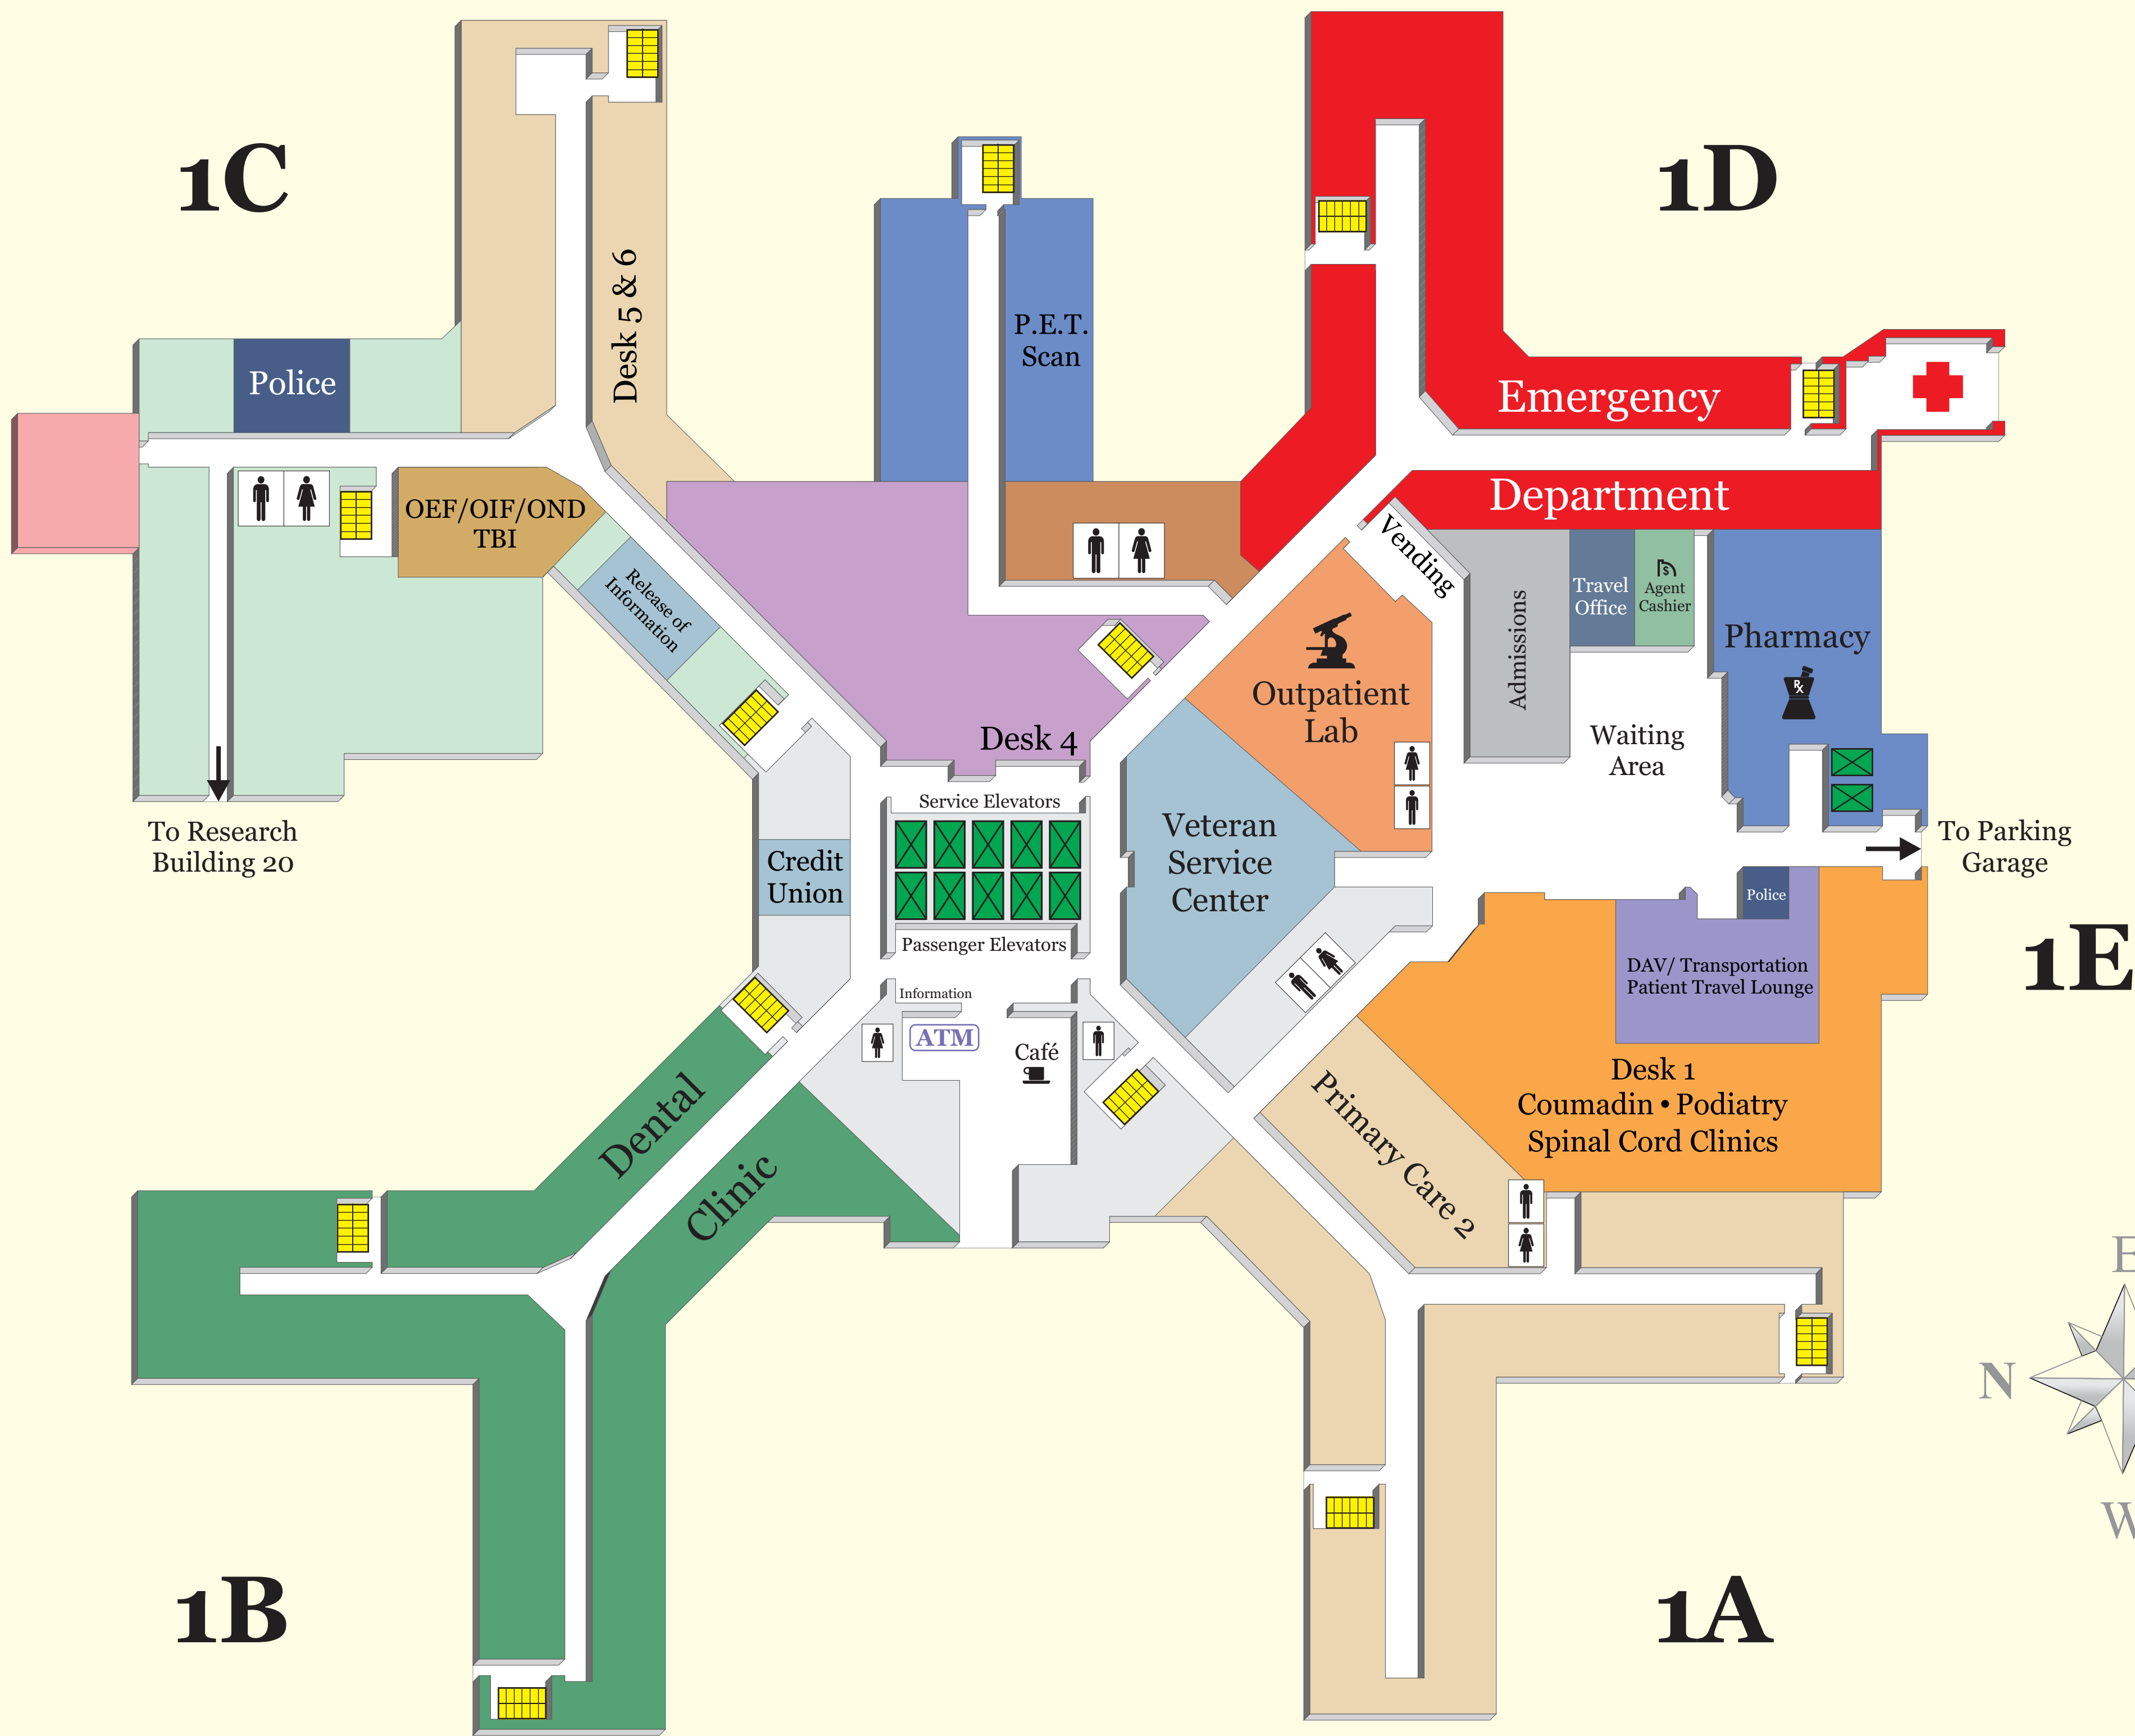 1C
1D
Desk 5 & 6
P.E.T.
Scan
Police
Emergency
Department
OEF/OIF/OND
TBI
Vending
Release of
Information
Admissions
Travel
Office
$
Agent
Cashier
Pharmacy
RX
Outpatient
Lab
Desk 4
Waiting
Area
Service Elevators
To Research
Building 20
Veteran
Service
Center
To Parking
Garage
Credit
Union
Police
Passenger Elevators
1E
DAV/ Transportation
Patient Travel Lounge
Information
ATM
Café
Desk 1
Coumadin • Podiatry
Spinal Cord Clinics
Dental
Clinic
Primary Care 2
E
N
W
1B
1A